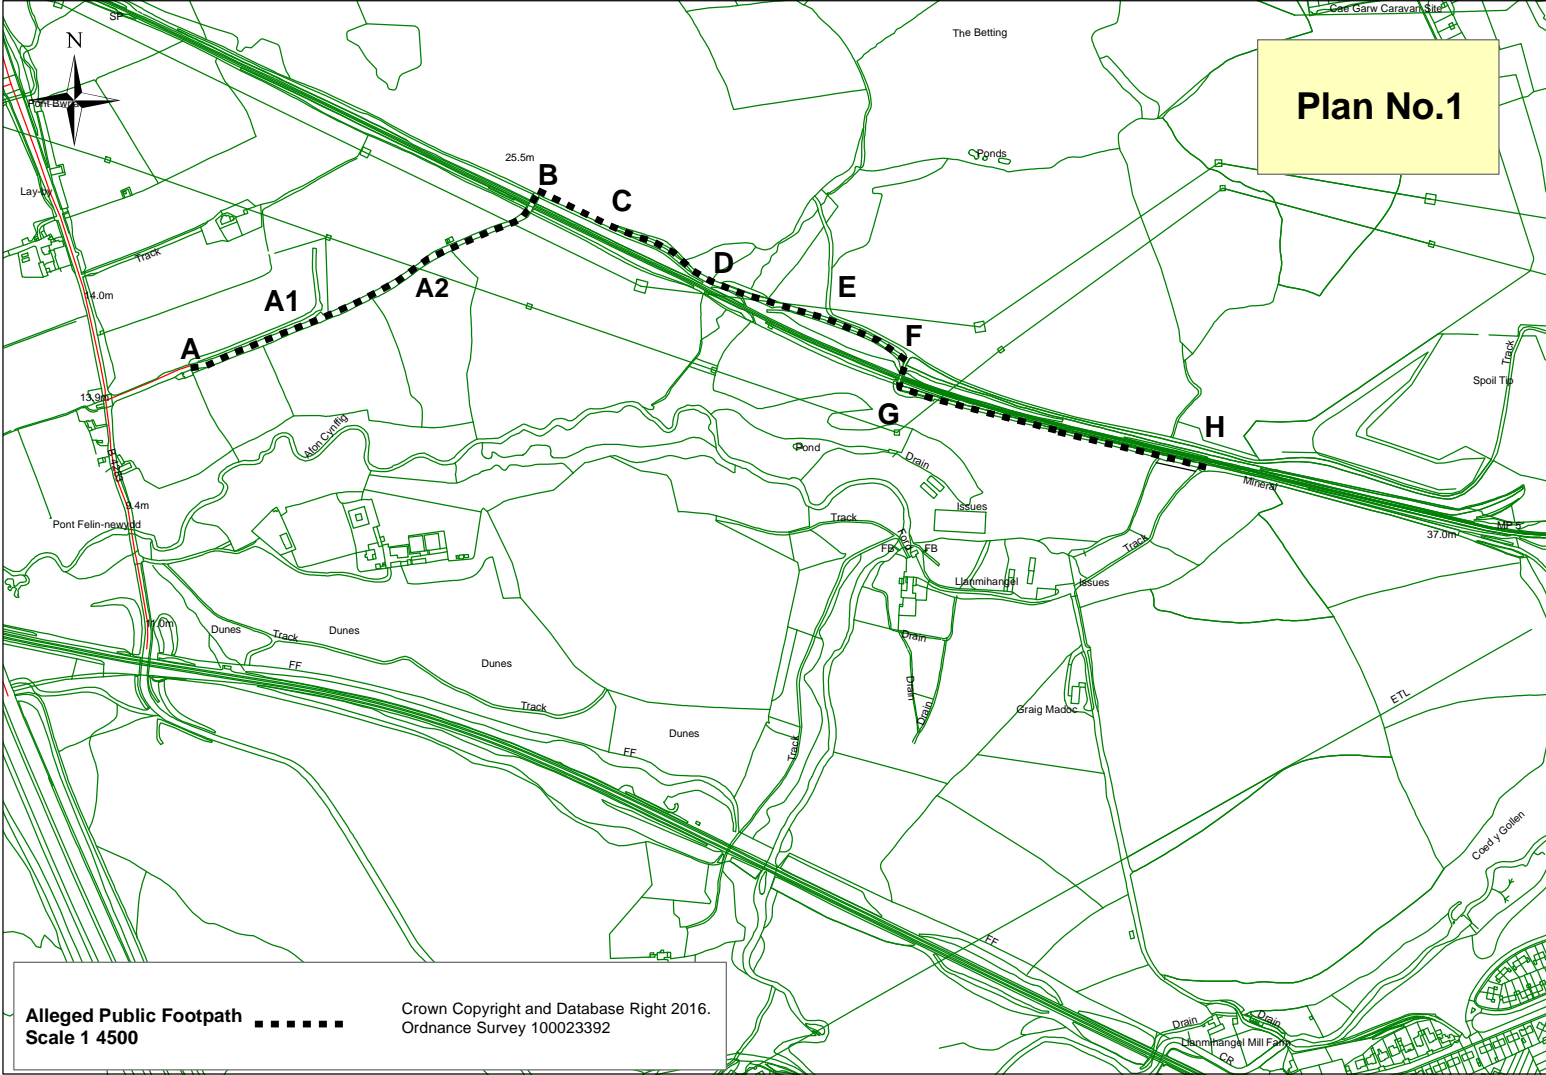 SP
Cae Garw Caravan Site
The Betting
N
Plan No.1
Pont Bwrla
25.5m
Ponds
B
Lay-by
C
Track
D
14.0m
A1
A2
E
F
A
Track
Spoil Tip
13.9m
G
H
Afon Cynffig
Pond
Drain
Mineral
B 4283
9.4m
Issues
Pont Felin-newydd
Track
Ford
MP 5
37.0m
FB
FB
Track
Llanmihangel
Issues
11.0m
Dunes
Track
Dunes
Drain
FF
Dunes
Drain
Drain
ETL
Track
Graig Madoc
Dunes
Track
FF
Coed y Gollen
FF
Alleged Public Footpath
Scale 1 4500
Crown Copyright and Database Right 2016.
Ordnance Survey 100023392
Drain
Drain
Llanmihangel Mill Farm
CR